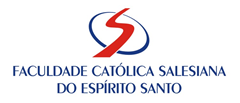 FACULDADE CATÓLICA SALESIANA
DO ESPÍRITO SANTO